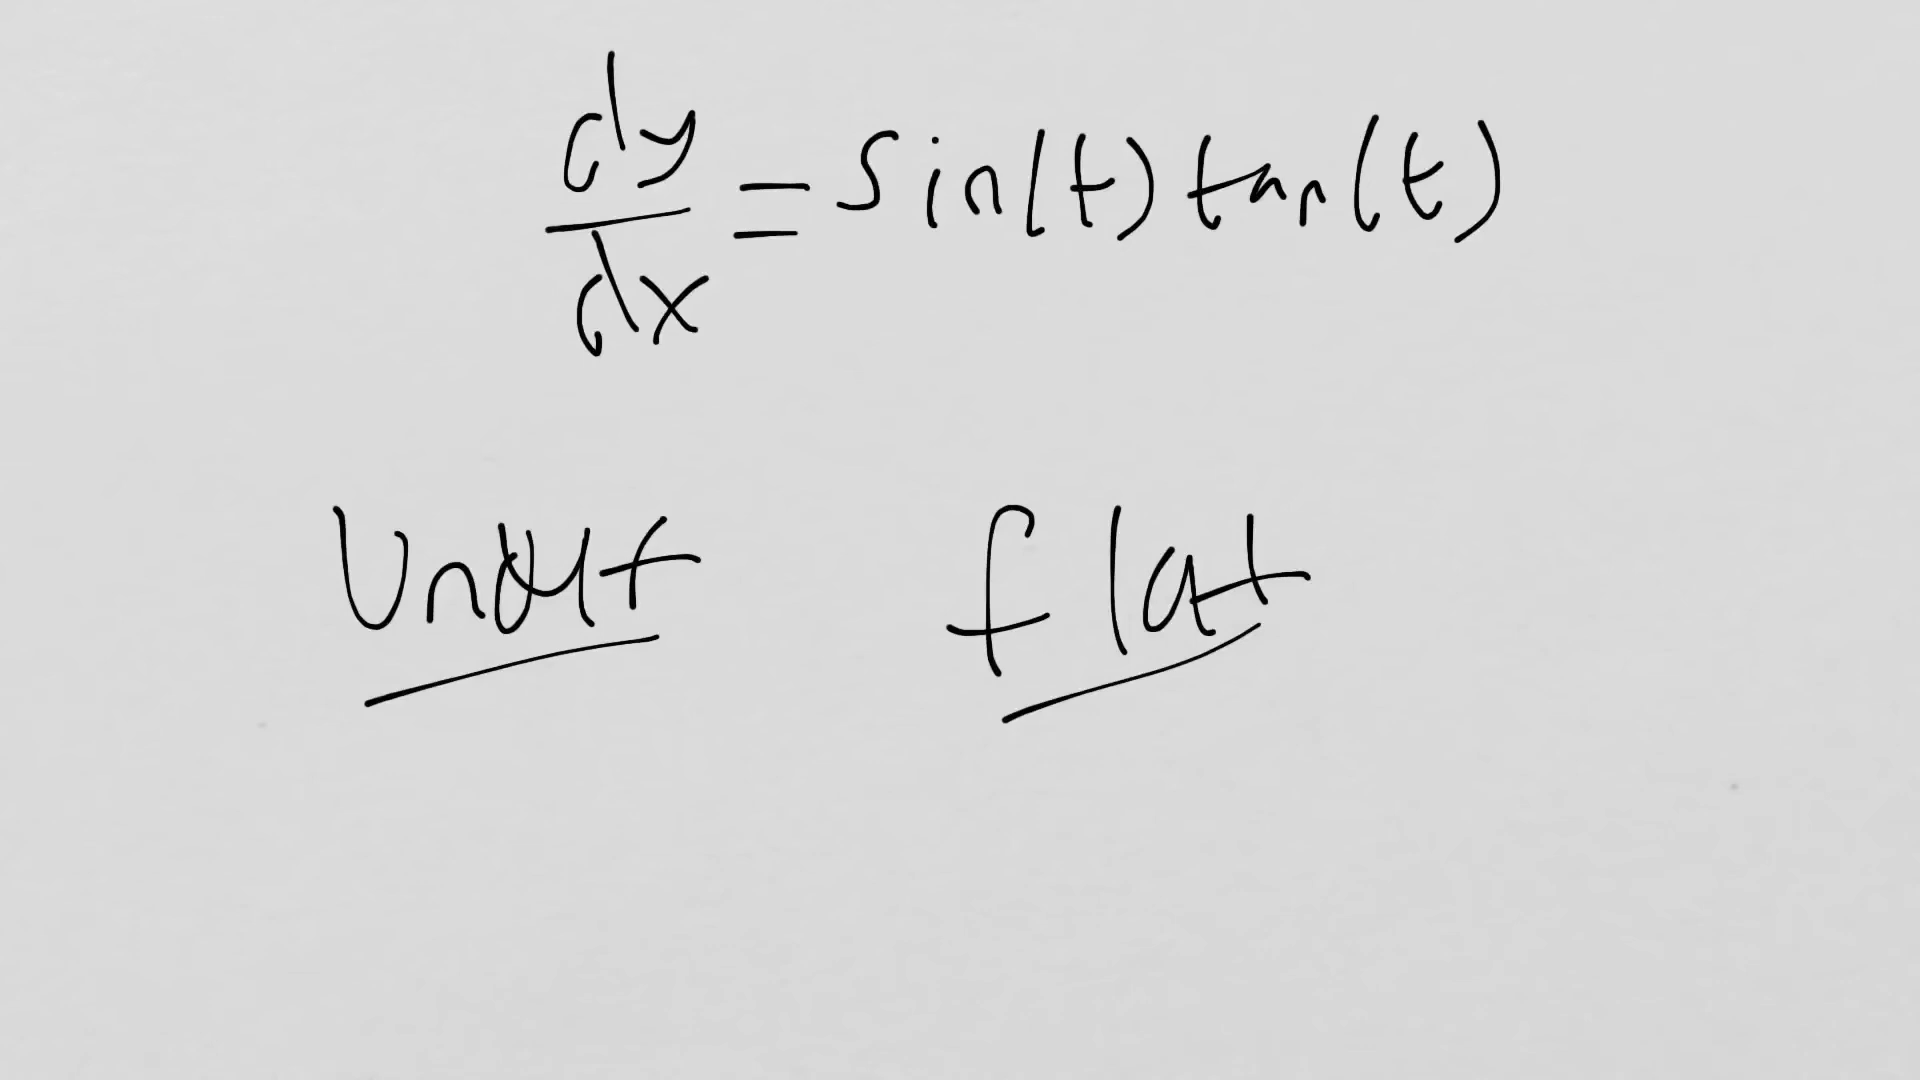 dy/dx = sin(t) tan(t)
flat